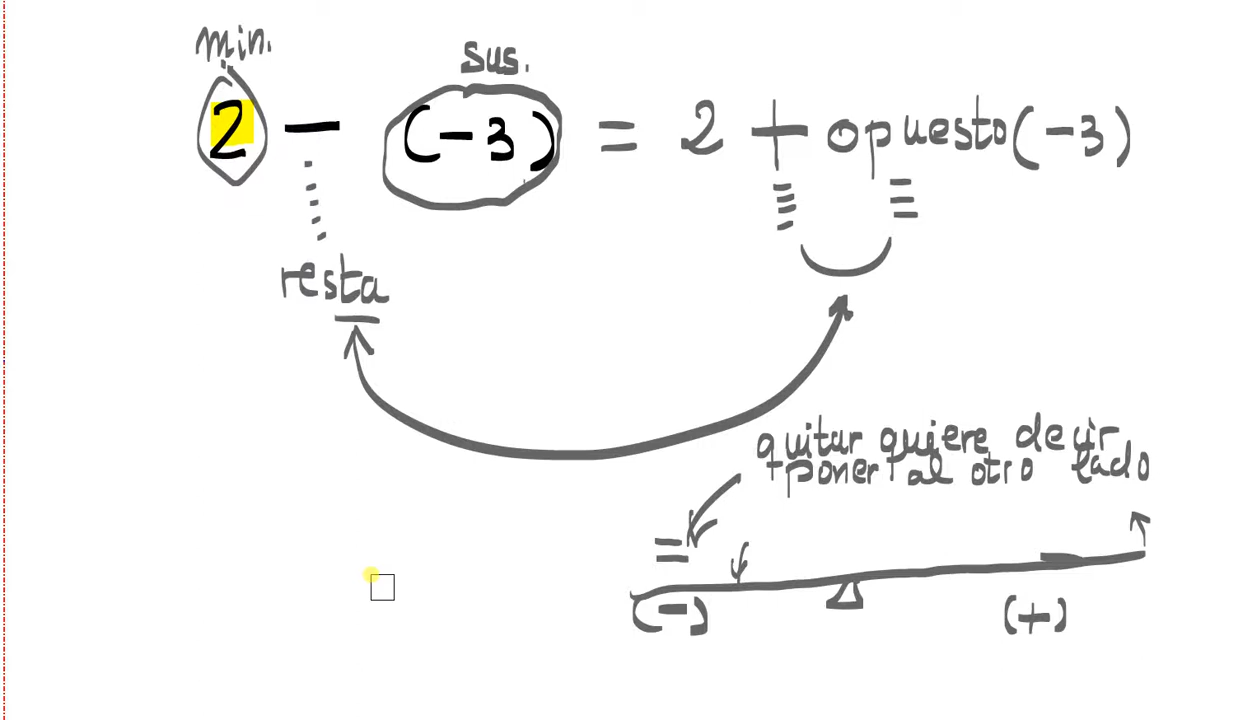 min.
sus.
2 - (-3) = 2 + opuesto(-3)
resta
quitar quiere decir
poner al otro lado
(-)
(+)